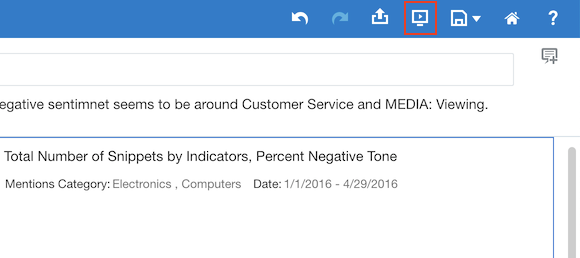 ?
egative sentimnet seems to be around Customer Service and MEDIA: Viewing.
Total Number of Snippets by Indicators, Percent Negative Tone
Mentions Category: Electronics , Computers Date: 1/1/2016 - 4/29/2016